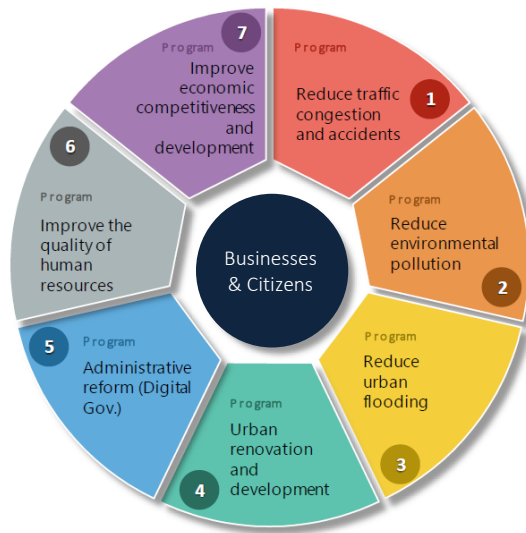 Program
1
Reduce traffic
congestion
and accidents
Program
Reduce
environmental
pollution
2
Program
Reduce
urban
flooding
3
Program
Urban
renovation
and
development
4
Program
5
Administrative
reform (Digital
Gov.)
6
Program
Improve the
quality of
human
resources
7
Program
Improve
economic
competitiveness
and
development
Businesses
& Citizens